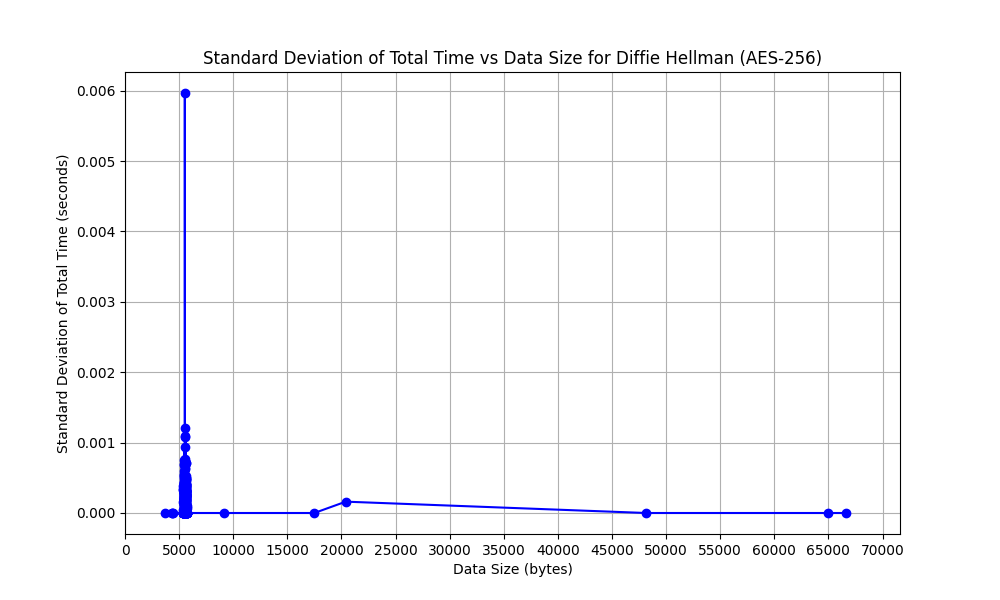 Standard Deviation of Total Time vs Data Size for Diffie Hellman (AES-256)
Standard Deviation of Total Time (seconds)
0.006
0.005
0.004
0.003
0.002
0.001
0.000
0 5000 10000 15000 20000 25000 30000 35000 40000 45000 50000 55000 60000 65000 70000
Data Size (bytes)